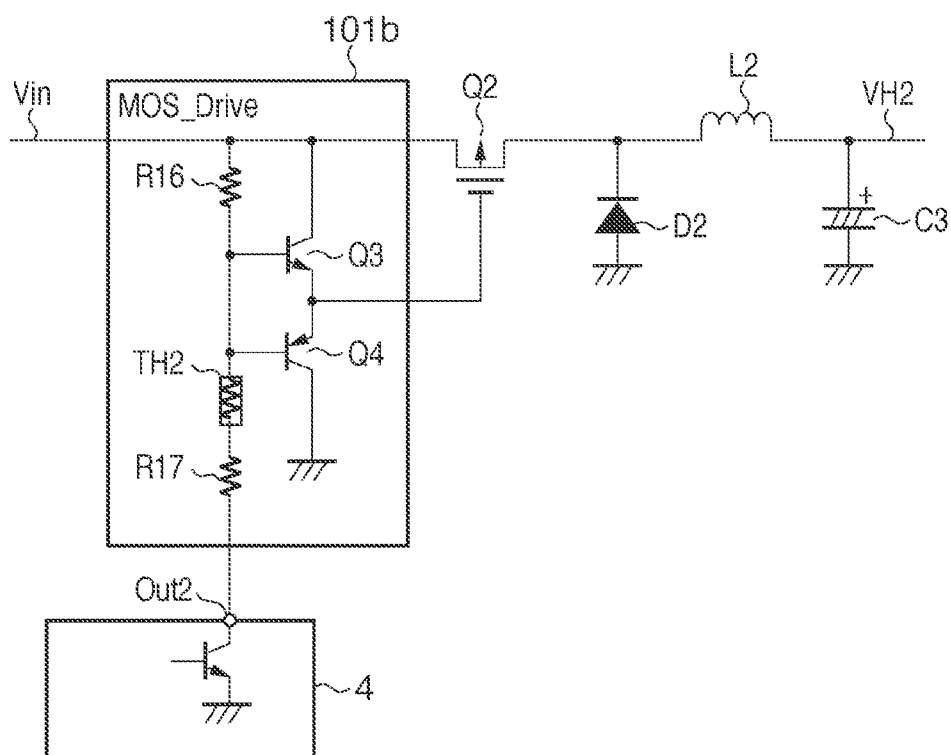 101b
Vin
MOS_Drive
Q2
L2
VH2
R16
Q3
D2
+
C3
TH2
Q4
R17
Out2
4